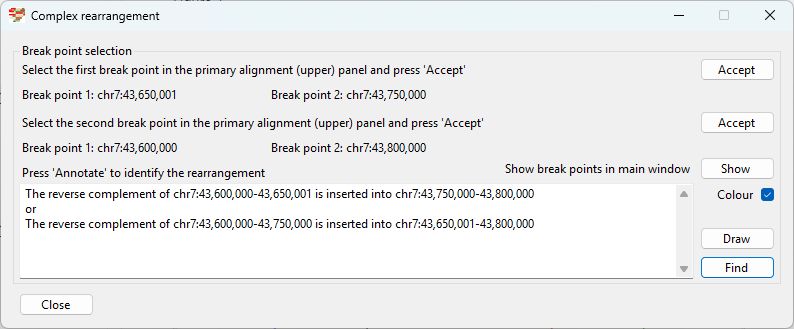 Complex rearrangement
Break point selection
Select the first break point in the primary alignment (upper) panel and press 'Accept'
Accept
Break point 1: chr7:43,650,001 Break point 2: chr7:43,750,000
Select the second break point in the primary alignment (upper) panel and press 'Accept'
Accept
Break point 1: chr7:43,600,000 Break point 2: chr7:43,800,000
Press 'Annotate' to identify the rearrangement
Show break points in main window Show
The reverse complement of chr7:43,600,000-43,650,001 is inserted into chr7:43,750,000-43,800,000
or
The reverse complement of chr7:43,600,000-43,750,000 is inserted into chr7:43,650,001-43,800,000
Colour
Draw
Find
Close